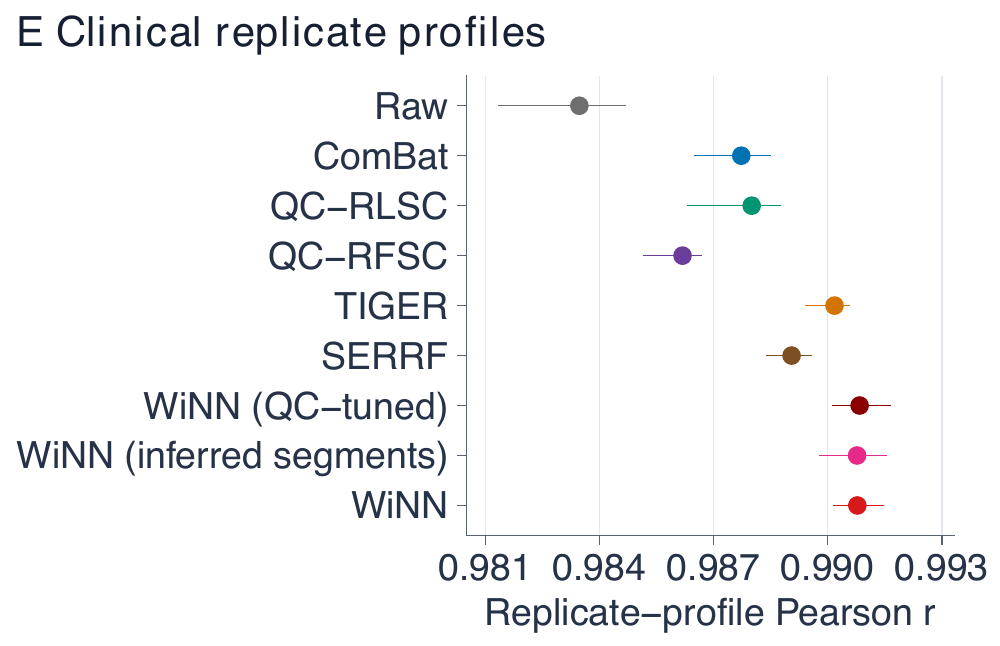 E Clinical replicate profiles
Raw
ComBat
QC−RLSC
QC−RFSC
TIGER
SERRF
WiNN (QC−tuned)
WiNN (inferred segments)
WiNN
0.981 0.984 0.987 0.990 0.993
Replicate−profile Pearson r